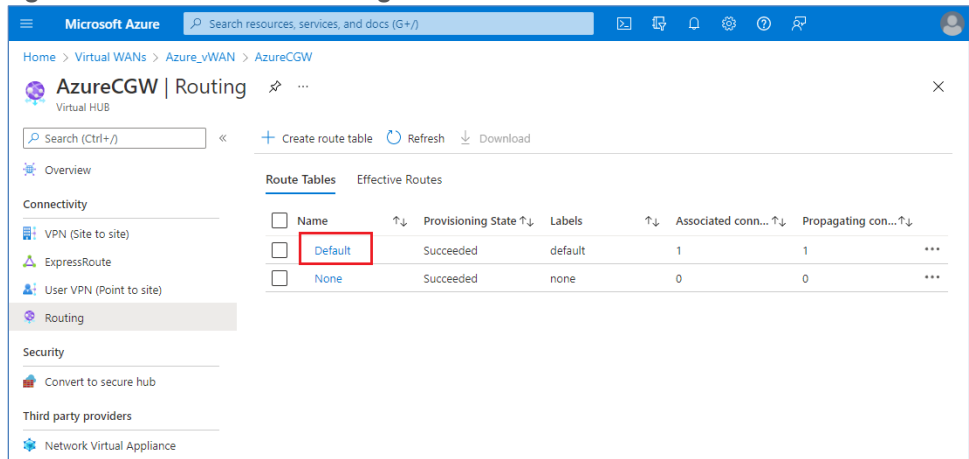 Microsoft Azure
Search resources, services, and docs (G+/)
Home > Virtual WANs > Azure_vWAN > AzureCGW
AzureCGW | Routing
Virtual HUB
Search (Ctrl+/)
Create route table Refresh Download
Overview
Route Tables Effective Routes
Connectivity
Name Provisioning State Labels Associated conn... Propagating con...
VPN (Site to site)
Default Succeeded default 1 1
ExpressRoute
None Succeeded none 0 0
User VPN (Point to site)
Routing
Security
Convert to secure hub
Third party providers
Network Virtual Appliance